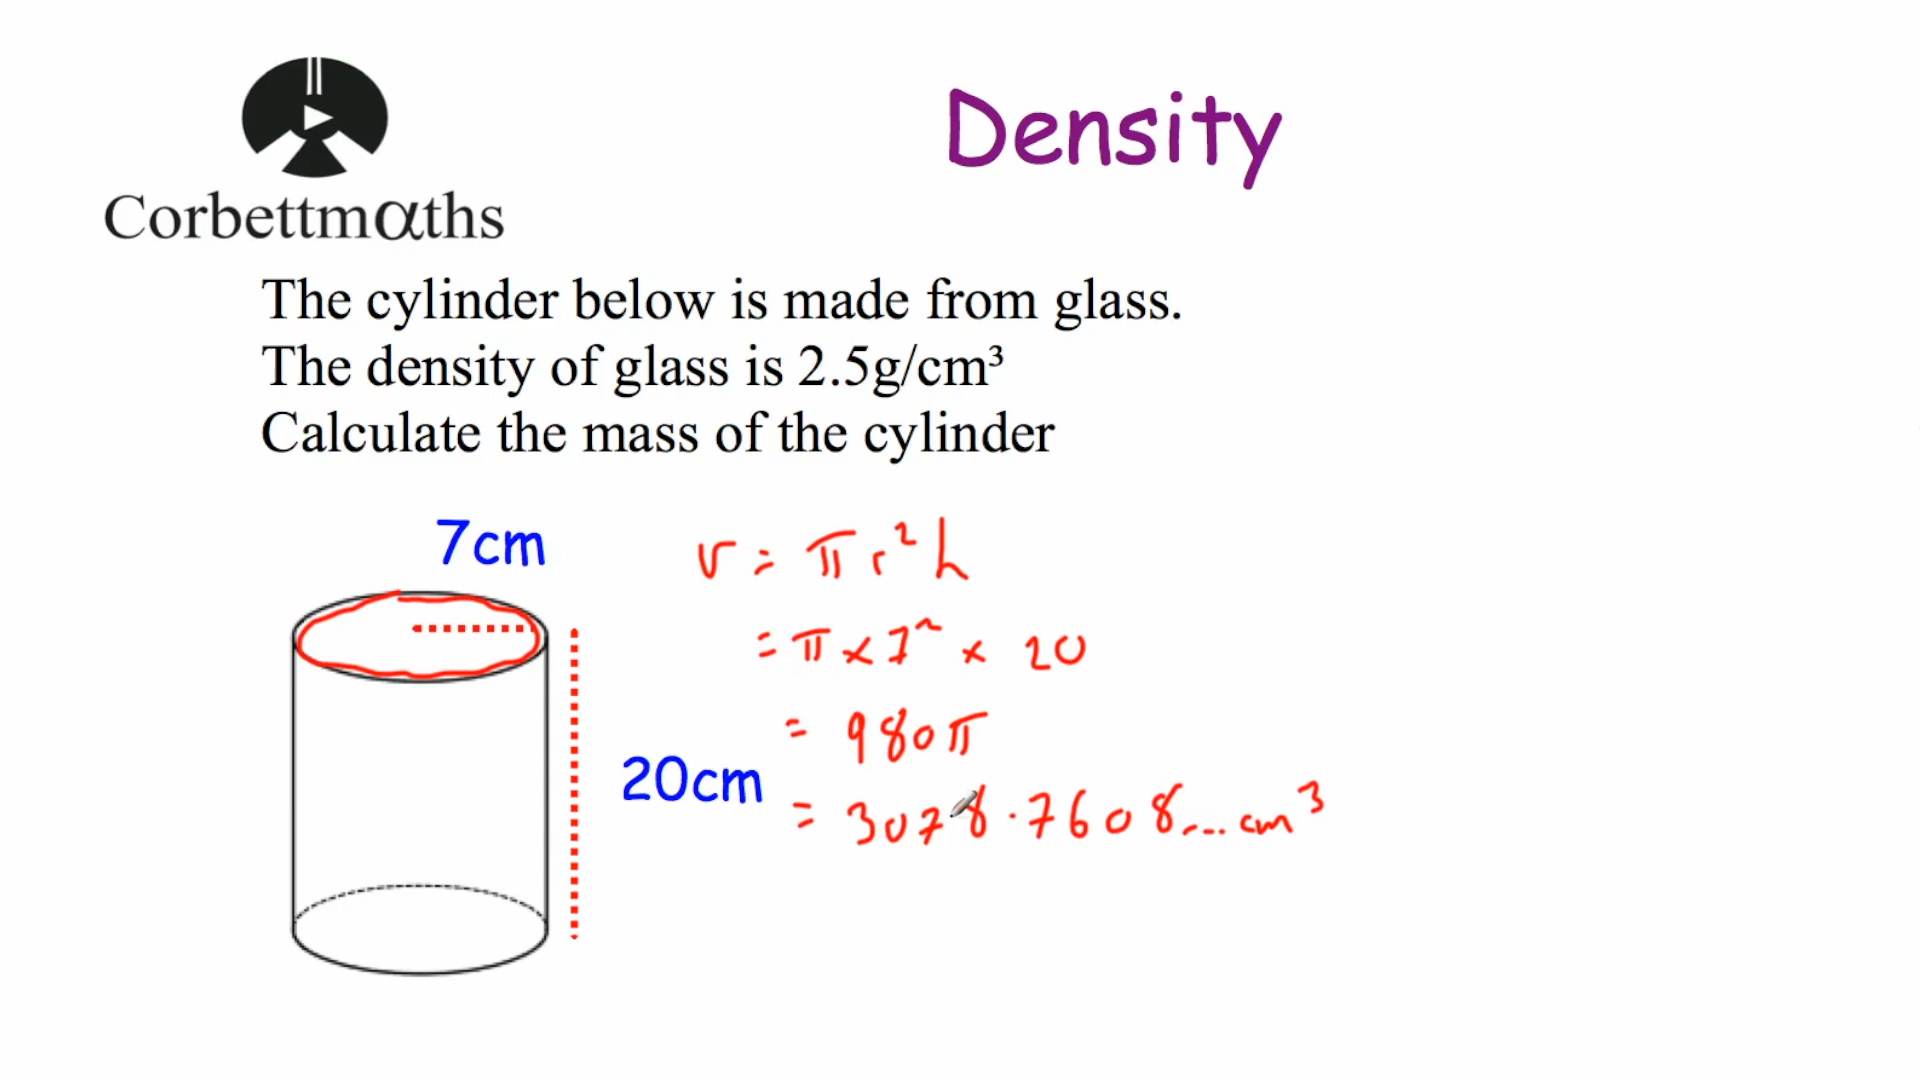 Density
Corbettmαths
The cylinder below is made from glass.
The density of glass is 2.5g/cm³
Calculate the mass of the cylinder
7cm
v = πr²h
= π × 7² × 20
= 980π
20cm
= 3078.7608... cm³